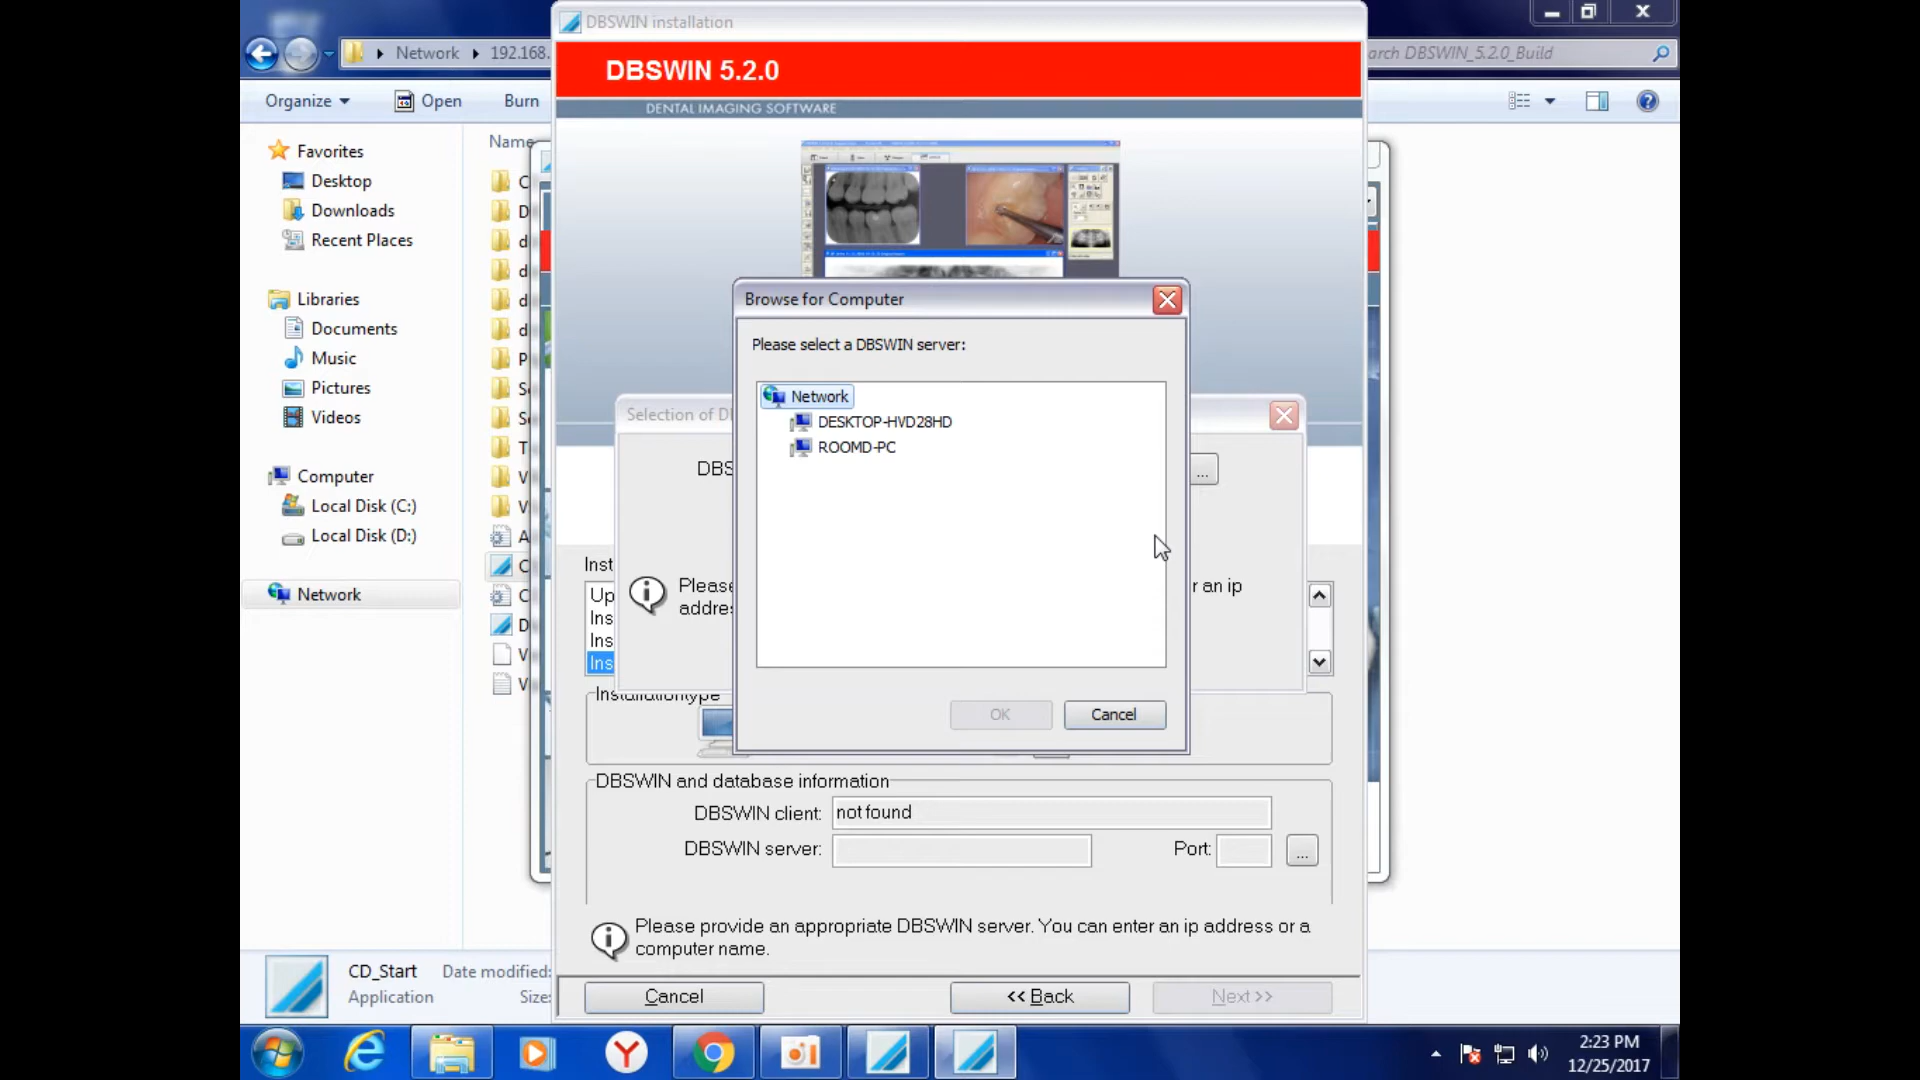 DBSWIN installation
Network 192.168.
arch DBSWIN_5.2.0_Build
DBSWIN 5.2.0
Organize Open Burn
DENTAL IMAGING SOFTWARE
Name
Favorites
Desktop
Downloads
Recent Places
Libraries
Documents
Music
Pictures
Videos
Computer
Local Disk (C:)
Local Disk (D:)
Network
Browse for Computer
Please select a DBSWIN server:
Network
DESKTOP-HVD28HD
ROOMD-PC
OK Cancel
Selection of D
DBS
...
Please
r an ip
addre
Inst
Up
Ins
Ins
Ins
Installationtype
DBSWIN and database information
DBSWIN client: not found
DBSWIN server: Port: ...
Please provide an appropriate DBSWIN server. You can enter an ip address or a
computer name.
Cancel << Back Next >>
CD_Start Date modified:
Application Size:
2:23 PM
12/25/2017